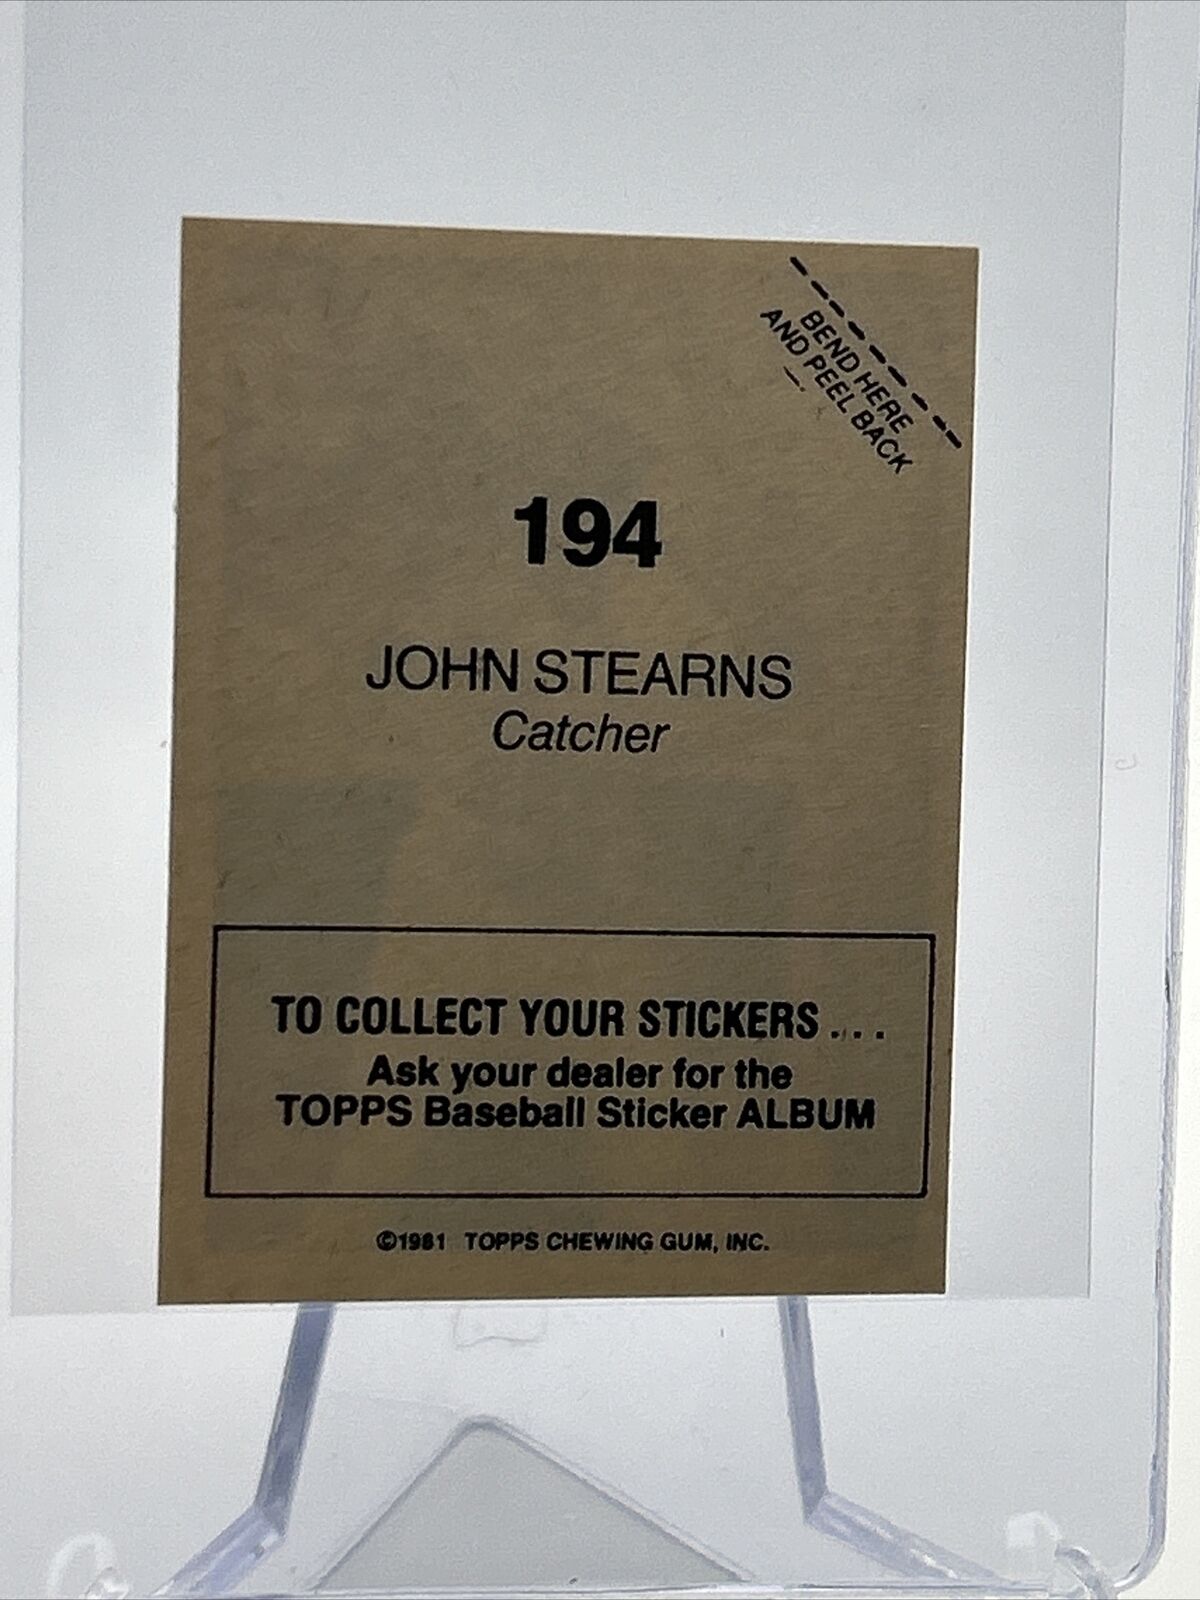 BEND HERE
AND PEEL BACK
194
JOHN STEARNS
Catcher
TO COLLECT YOUR STICKERS . . .
Ask your dealer for the
TOPPS Baseball Sticker ALBUM
©1981 TOPPS CHEWING GUM, INC.